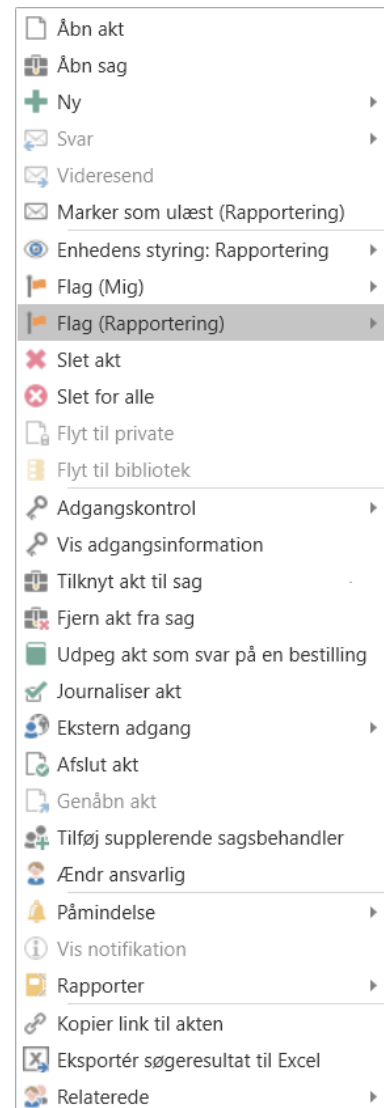 Åbn akt
Åbn sag
Ny
Svar
Videresend
Marker som ulæst (Rapportering)
Enhedens styring: Rapportering
Flag (Mig)
Flag (Rapportering)
Slet akt
Slet for alle
Flyt til private
Flyt til bibliotek
Adgangskontrol
Vis adgangsinformation
Tilknyt akt til sag
Fjern akt fra sag
Udpeg akt som svar på en bestilling
Journaliser akt
Ekstern adgang
Afslut akt
Genåbn akt
Tilføj supplerende sagsbehandler
Ændr ansvarlig
Påmindelse
Vis notifikation
Rapporter
Kopier link til akten
Eksportér søgeresultat til Excel
Relaterede